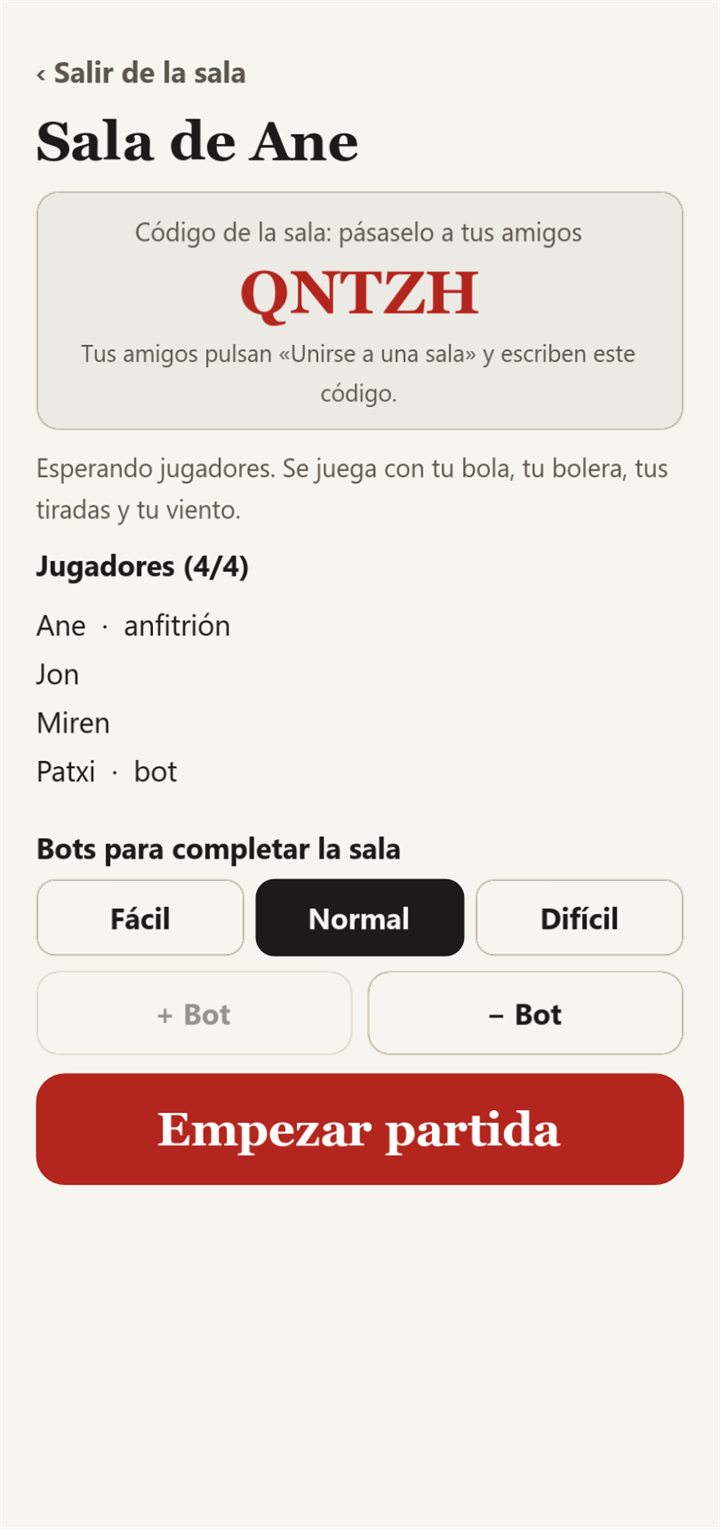 ‹ Salir de la sala
Sala de Ane
Código de la sala: pásaselo a tus amigos
QNTZH
Tus amigos pulsan «Unirse a una sala» y escriben este
código.
Esperando jugadores. Se juega con tu bola, tu bolera, tus
tiradas y tu viento.
Jugadores (4/4)
Ane · anfitrión
Jon
Miren
Patxi · bot
Bots para completar la sala
Fácil Normal Difícil
+ Bot − Bot
Empezar partida